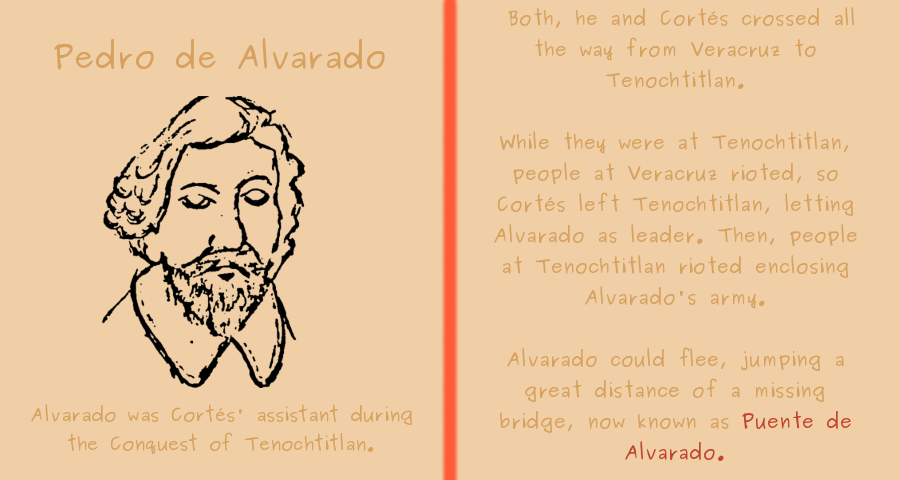 Pedro de Alvarado
Alvarado was Cortés' assistant during
the Conquest of Tenochtitlan.
Both, he and Cortés crossed all
the way from Veracruz to
Tenochtitlan.
While they were at Tenochtitlan,
people at Veracruz rioted, so
Cortés left Tenochtitlan, letting
Alvarado as leader. Then, people
at Tenochtitlan rioted enclosing
Alvarado's army.
Alvarado could flee, jumping a
great distance of a missing
bridge, now known as Puente de
Alvarado.